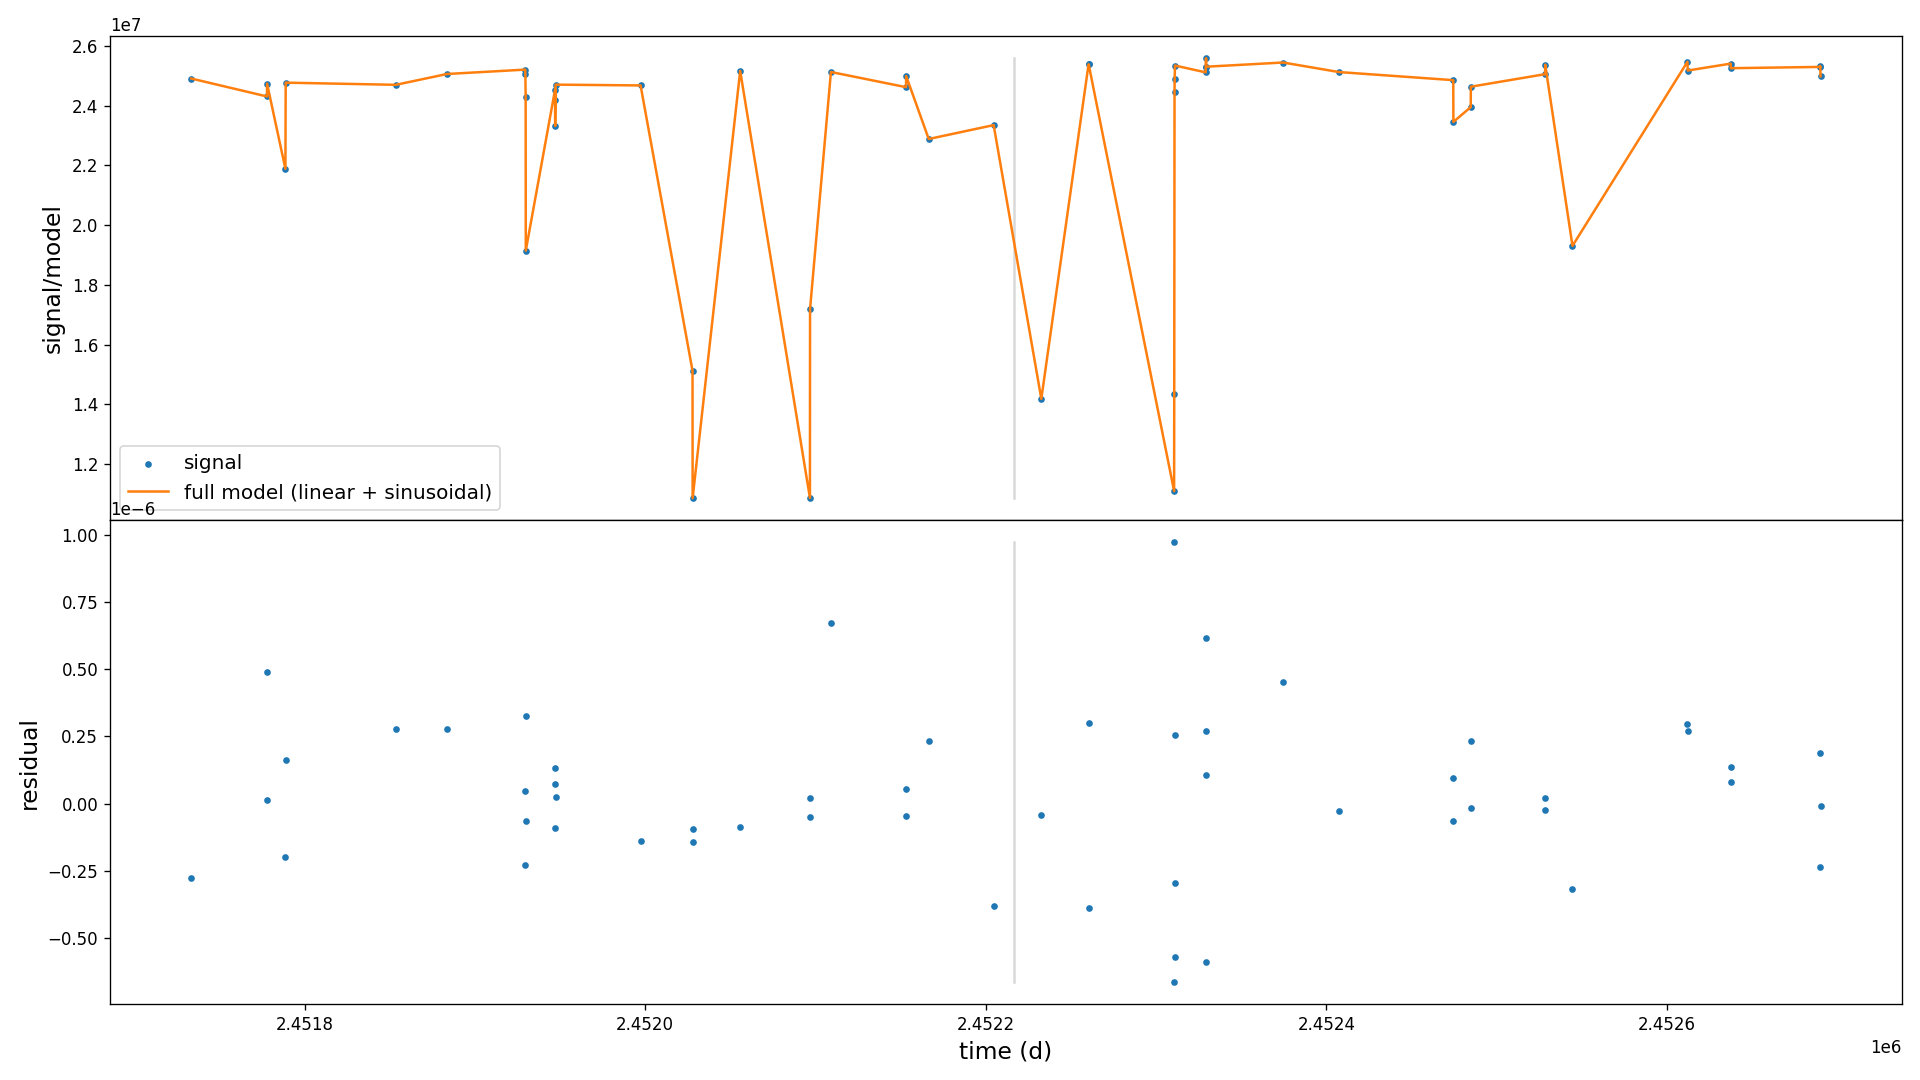 1e7
2.6
2.4
2.2
2.0
1.8
1.6
1.4
1.2
signal/model
signal
full model (linear + sinusoidal)
1e−6
1.00
0.75
0.50
0.25
0.00
−0.25
−0.50
residual
2.4518
2.4520
2.4522
2.4524
2.4526
time (d)
1e6